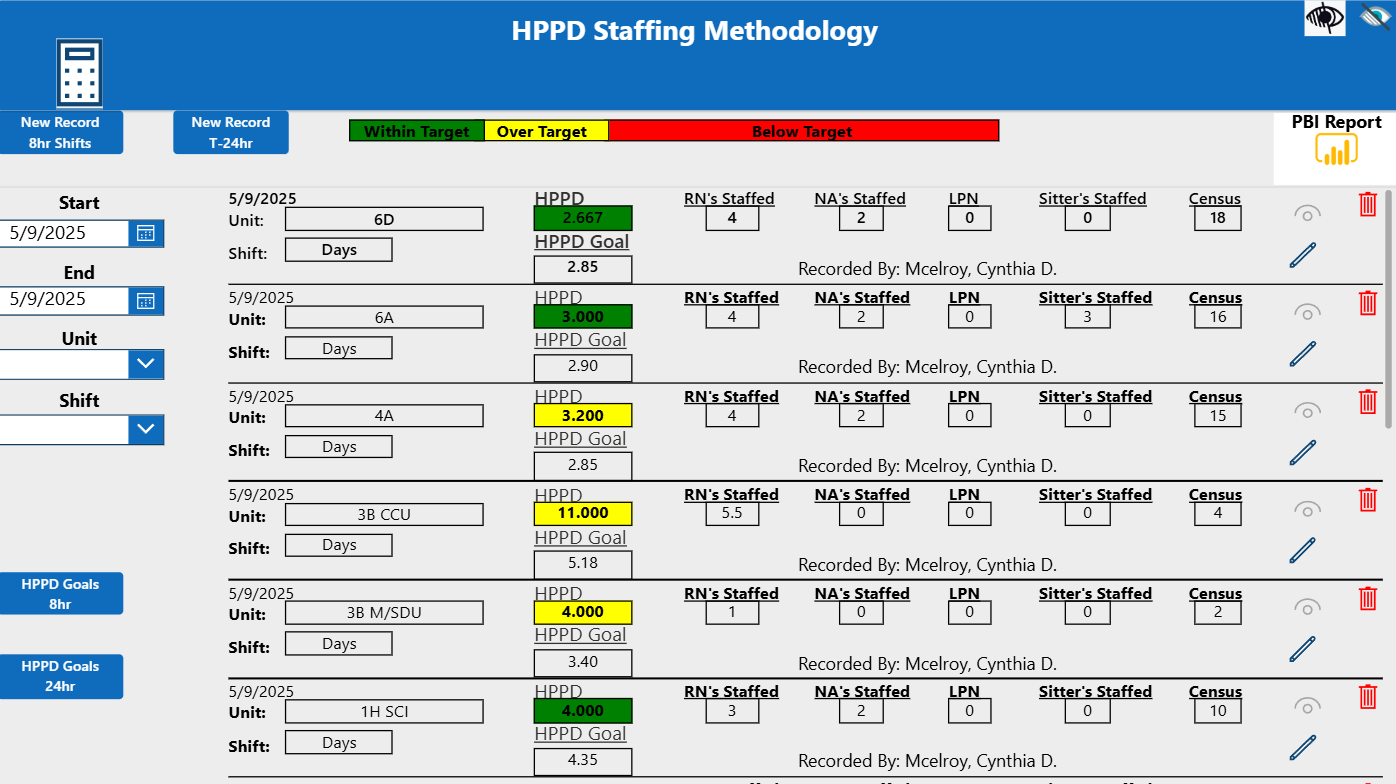 HPPD Staffing Methodology
New Record
8hr Shifts
New Record
T-24hr
Within Target Over Target Below Target
PBI Report
Start
5/9/2025
End
5/9/2025
Unit
Shift
HPPD Goals
8hr
HPPD Goals
24hr
5/9/2025 HPPD RN's Staffed NA's Staffed LPN Sitter's Staffed Census
Unit: 6D 2.667 4 2 0 0 18
HPPD Goal
Shift: Days 2.85
Recorded By: Mcelroy, Cynthia D.
5/9/2025 HPPD RN's Staffed NA's Staffed LPN Sitter's Staffed Census
Unit: 6A 3.000 4 2 0 3 16
HPPD Goal
Shift: Days 2.90
Recorded By: Mcelroy, Cynthia D.
5/9/2025 HPPD RN's Staffed NA's Staffed LPN Sitter's Staffed Census
Unit: 4A 3.200 4 2 0 0 15
HPPD Goal
Shift: Days 2.85
Recorded By: Mcelroy, Cynthia D.
5/9/2025 HPPD RN's Staffed NA's Staffed LPN Sitter's Staffed Census
Unit: 3B CCU 11.000 5.5 0 0 0 4
HPPD Goal
Shift: Days 5.18
Recorded By: Mcelroy, Cynthia D.
5/9/2025 HPPD RN's Staffed NA's Staffed LPN Sitter's Staffed Census
Unit: 3B M/SDU 4.000 1 0 0 0 2
HPPD Goal
Shift: Days 3.40
Recorded By: Mcelroy, Cynthia D.
5/9/2025 HPPD RN's Staffed NA's Staffed LPN Sitter's Staffed Census
Unit: 1H SCI 4.000 3 2 0 0 10
HPPD Goal
Shift: Days 4.35
Recorded By: Mcelroy, Cynthia D.